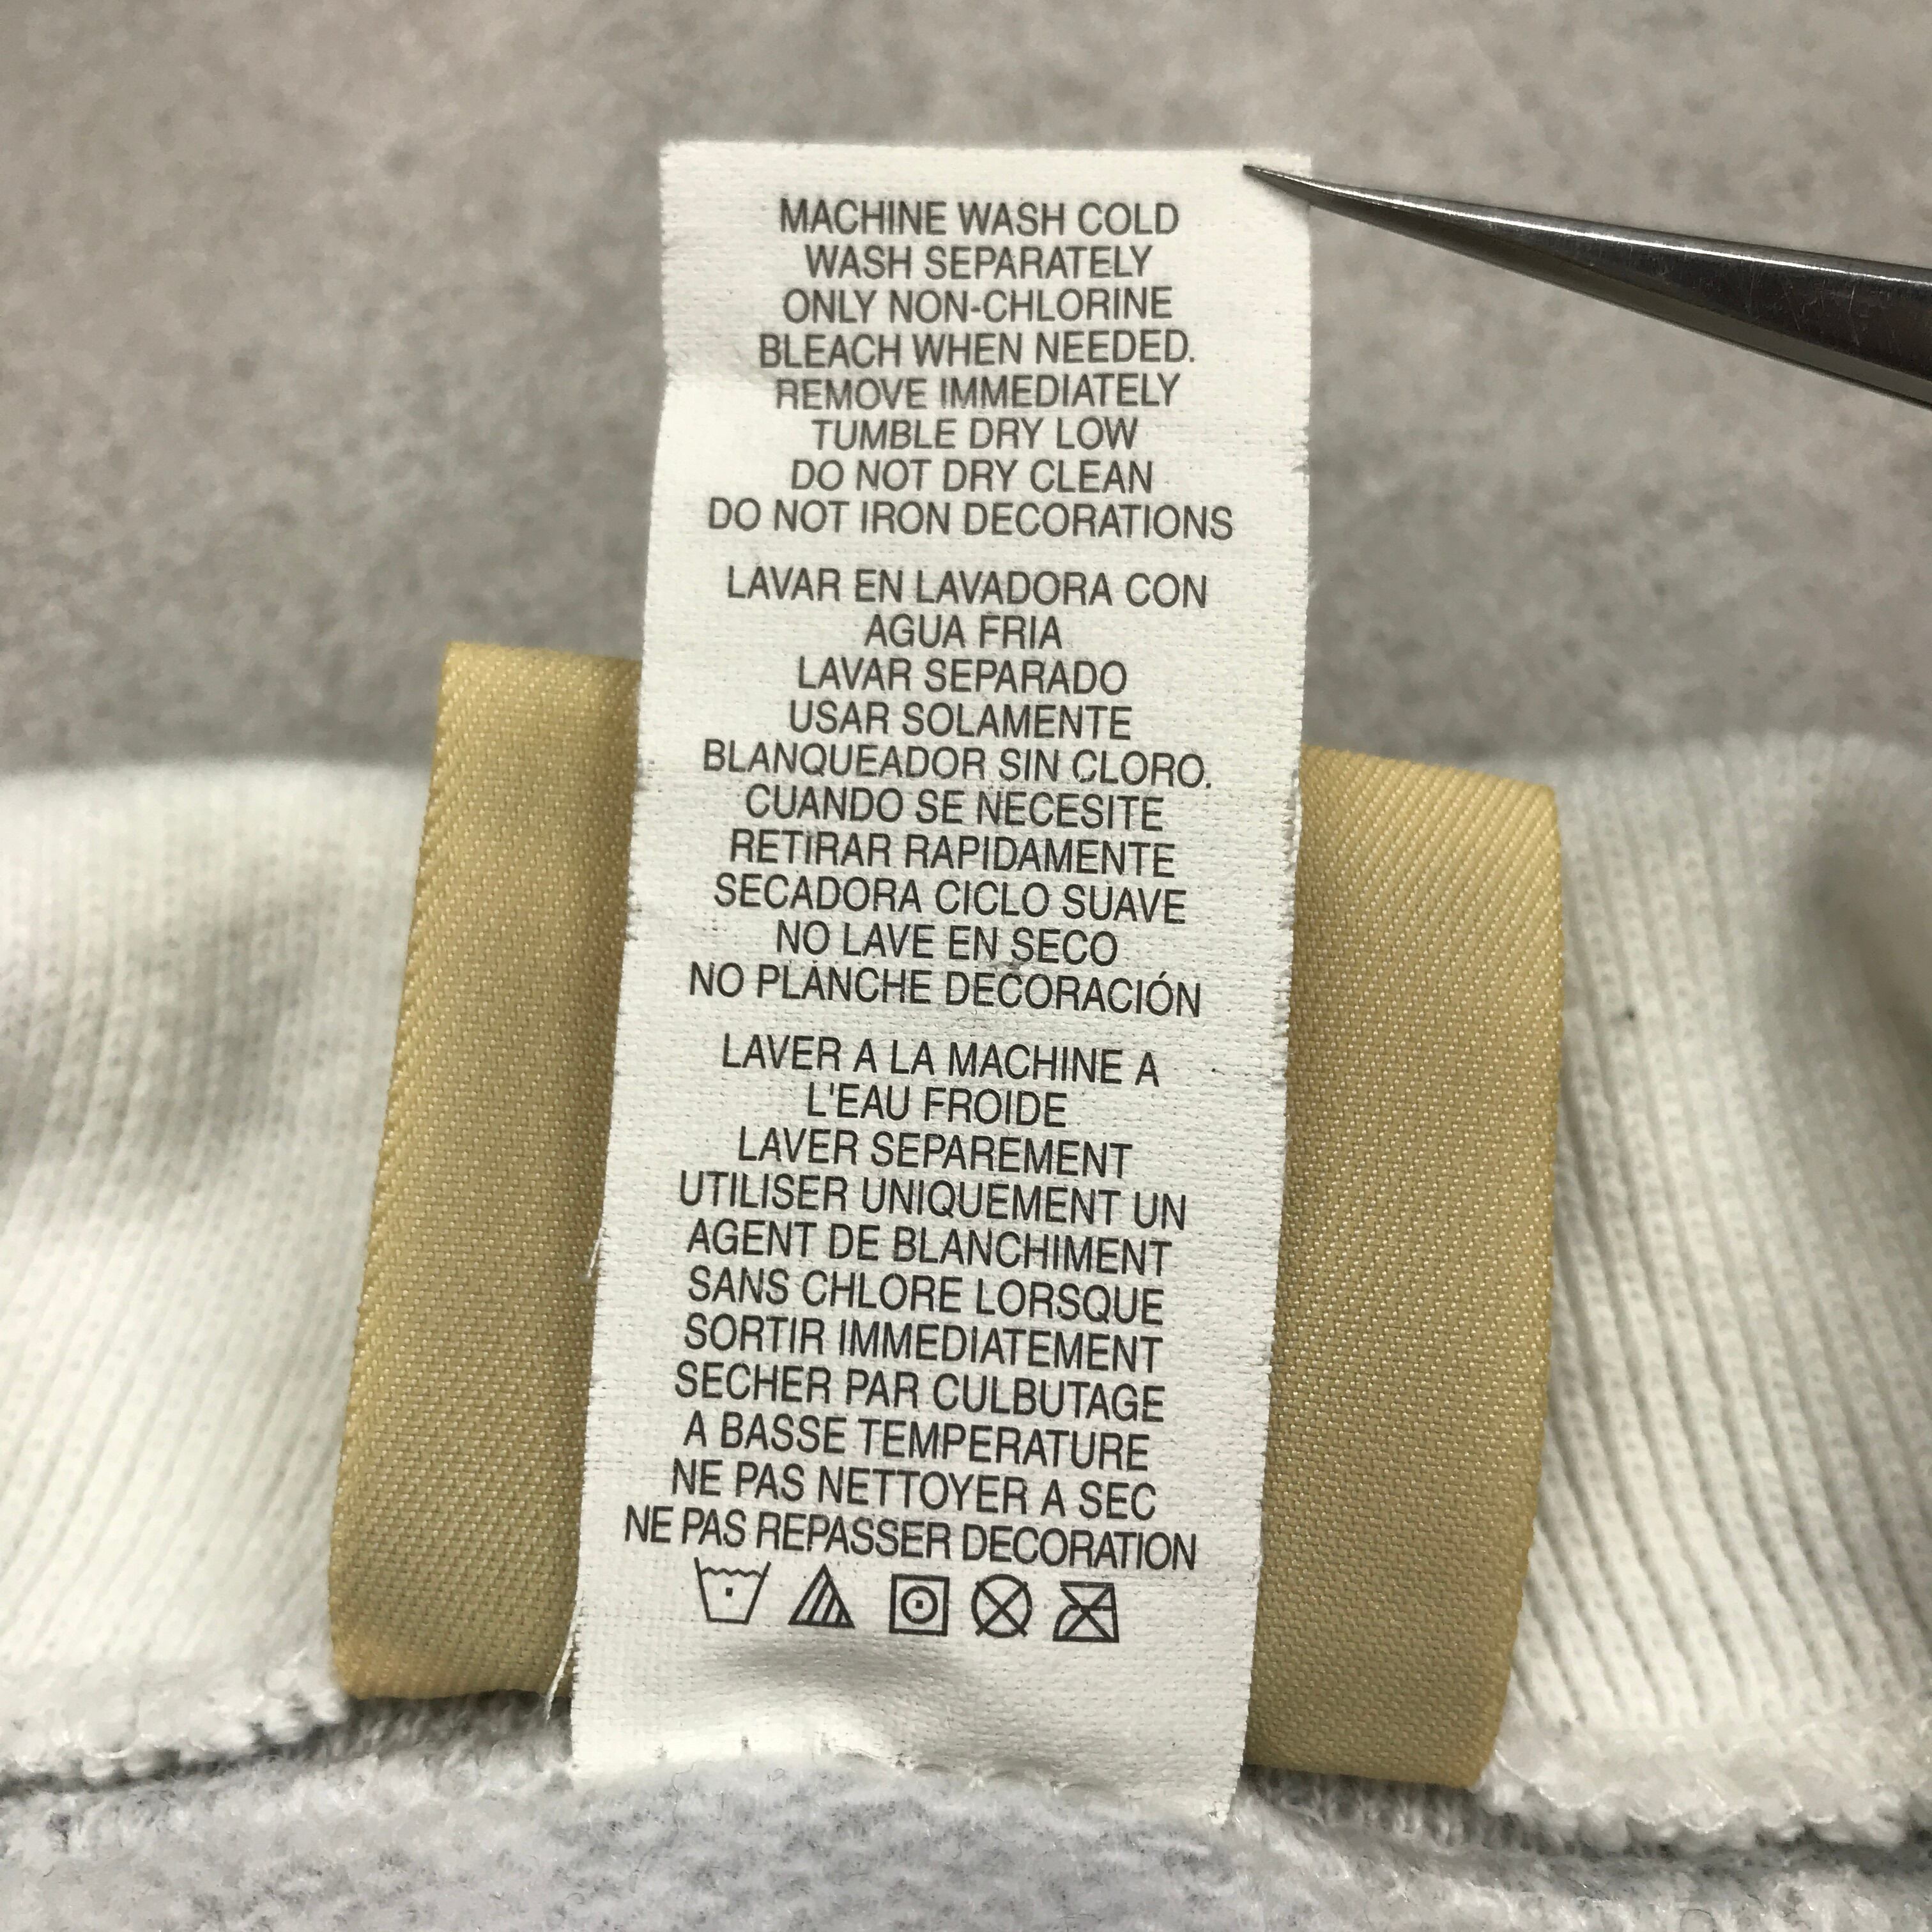 MACHINE WASH COLD
WASH SEPARATELY
ONLY NON-CHLORINE
BLEACH WHEN NEEDED.
REMOVE IMMEDIATELY
TUMBLE DRY LOW
DO NOT DRY CLEAN
DO NOT IRON DECORATIONS
LAVAR EN LAVADORA CON
AGUA FRIA
LAVAR SEPARADO
USAR SOLAMENTE
BLANQUEADOR SIN CLORO.
CUANDO SE NECESITE
RETIRAR RAPIDAMENTE
SECADORA CICLO SUAVE
NO LAVE EN SECO
NO PLANCHE DECORACIÓN
LAVER A LA MACHINE A
L'EAU FROIDE
LAVER SEPAREMENT
UTILISER UNIQUEMENT UN
AGENT DE BLANCHIMENT
SANS CHLORE LORSQUE
SORTIR IMMEDIATEMENT
SECHER PAR CULBUTAGE
A BASSE TEMPERATURE
NE PAS NETTOYER A SEC
NE PAS REPASSER DECORATION